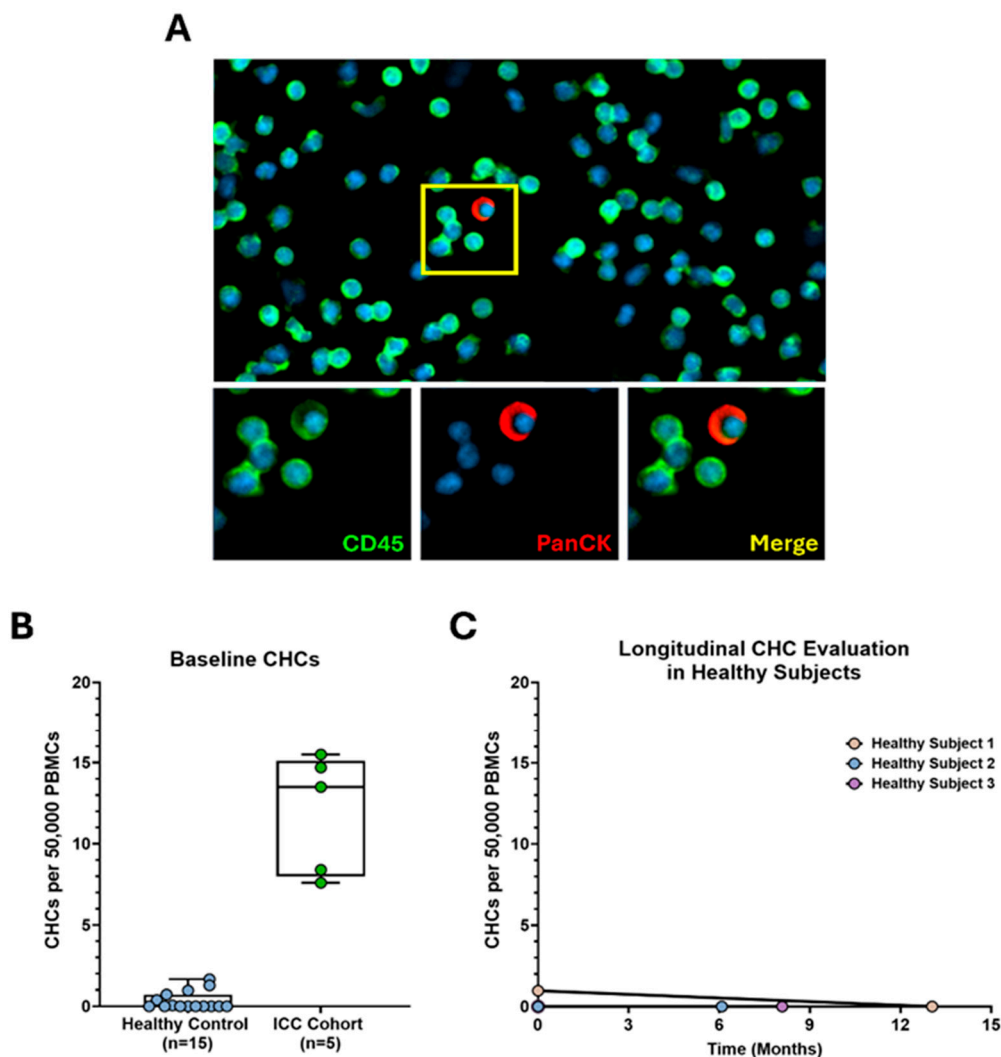 A
CD45
PanCK
Merge
B
Baseline CHCs
CHCs per 50,000 PBMCs
20
15
10
5
0
Healthy Control
(n=15)
ICC Cohort
(n=5)
C
Longitudinal CHC Evaluation
in Healthy Subjects
CHCs per 50,000 PBMCs
20
15
10
5
0
Healthy Subject 1
Healthy Subject 2
Healthy Subject 3
0 3 6 9 12 15
Time (Months)